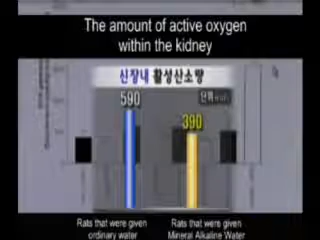 The amount of active oxygen
within the kidney
신장내 활성산소량
590
390
Rats that were given
ordinary water
Rats that were given
Mineral Alkaline Water